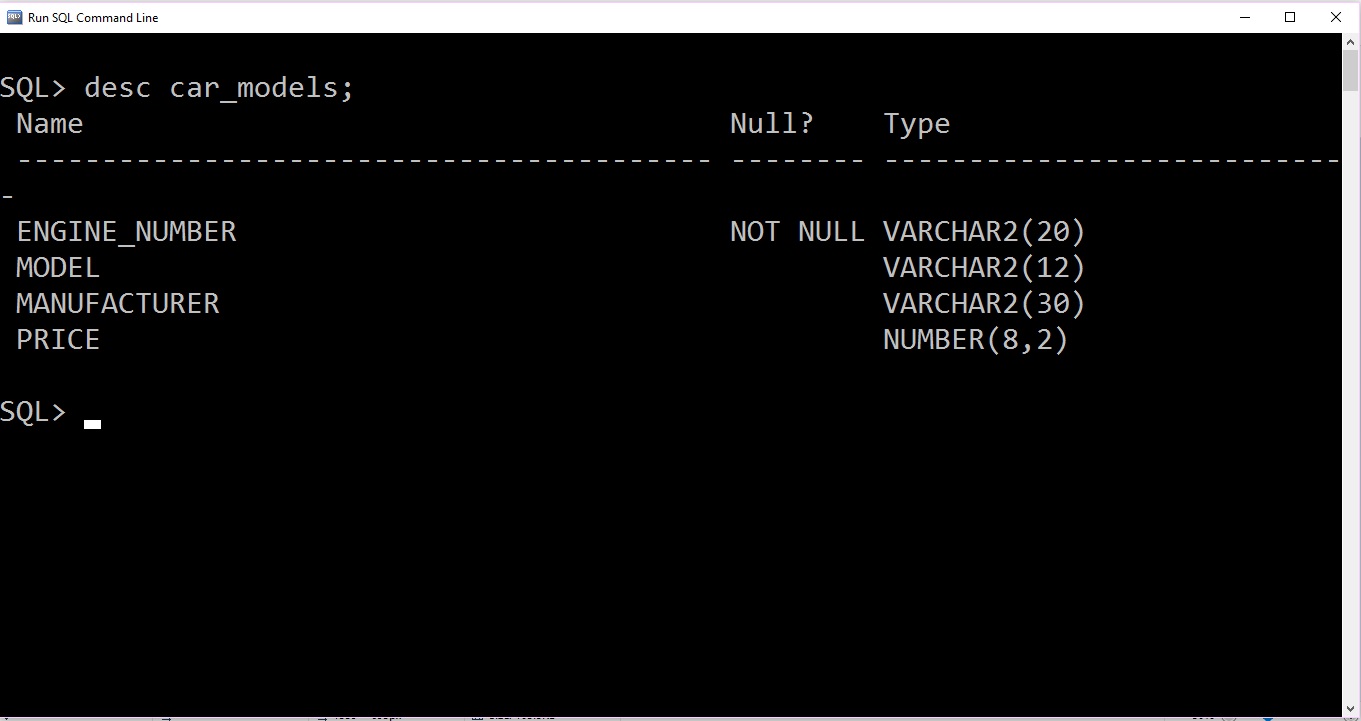 Run SQL Command Line
SQL> desc car_models;
Name Null? Type
----------------------------------------- -------- ---------------------------
-
ENGINE_NUMBER NOT NULL VARCHAR2(20)
MODEL VARCHAR2(12)
MANUFACTURER VARCHAR2(30)
PRICE NUMBER(8,2)
SQL>